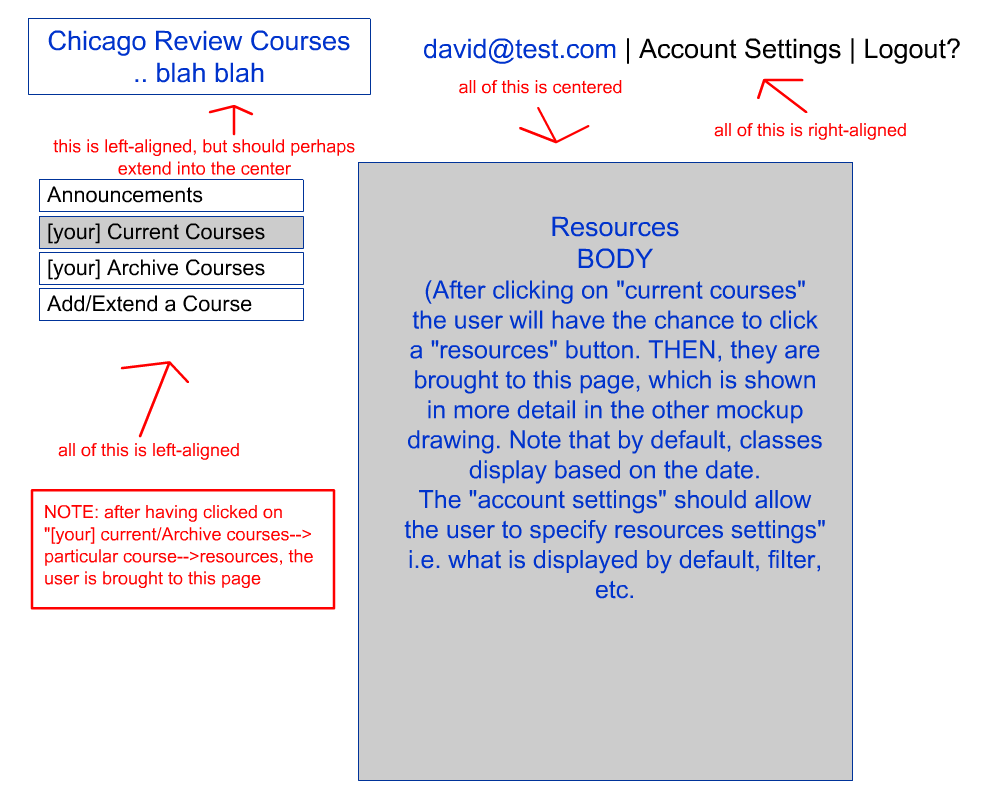 Chicago Review Courses
.. blah blah
david@test.com | Account Settings | Logout?
all of this is centered
all of this is right-aligned
this is left-aligned, but should perhaps
extend into the center
Announcements
[your] Current Courses
[your] Archive Courses
Add/Extend a Course
all of this is left-aligned
NOTE: after having clicked on
"[your] current/Archive courses-->
particular course-->resources, the
user is brought to this page
Resources
BODY
(After clicking on "current courses"
the user will have the chance to click
a "resources" button. THEN, they are
brought to this page, which is shown
in more detail in the other mockup
drawing. Note that by default, classes
display based on the date.
The "account settings" should allow
the user to specify resources settings"
i.e. what is displayed by default, filter,
etc.